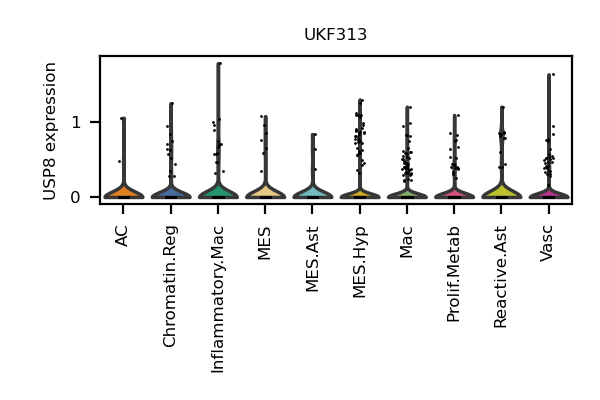 UKF313
USP8 expression
1
0
AC
Chromatin.Reg
Inflammatory.Mac
MES
MES.Ast
MES.Hyp
Mac
Prolif.Metab
Reactive.Ast
Vasc